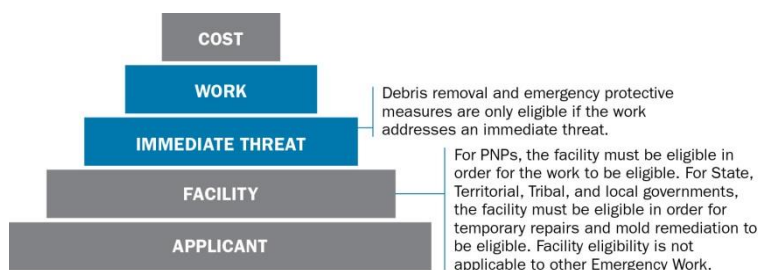 COST
WORK
IMMEDIATE THREAT
FACILITY
APPLICANT
Debris removal and emergency protective
measures are only eligible if the work
addresses an immediate threat.
For PNPs, the facility must be eligible in
order for the work to be eligible. For State,
Territorial, Tribal, and local governments,
the facility must be eligible in order for
temporary repairs and mold remediation to
be eligible. Facility eligibility is not
applicable to other Emergency Work.